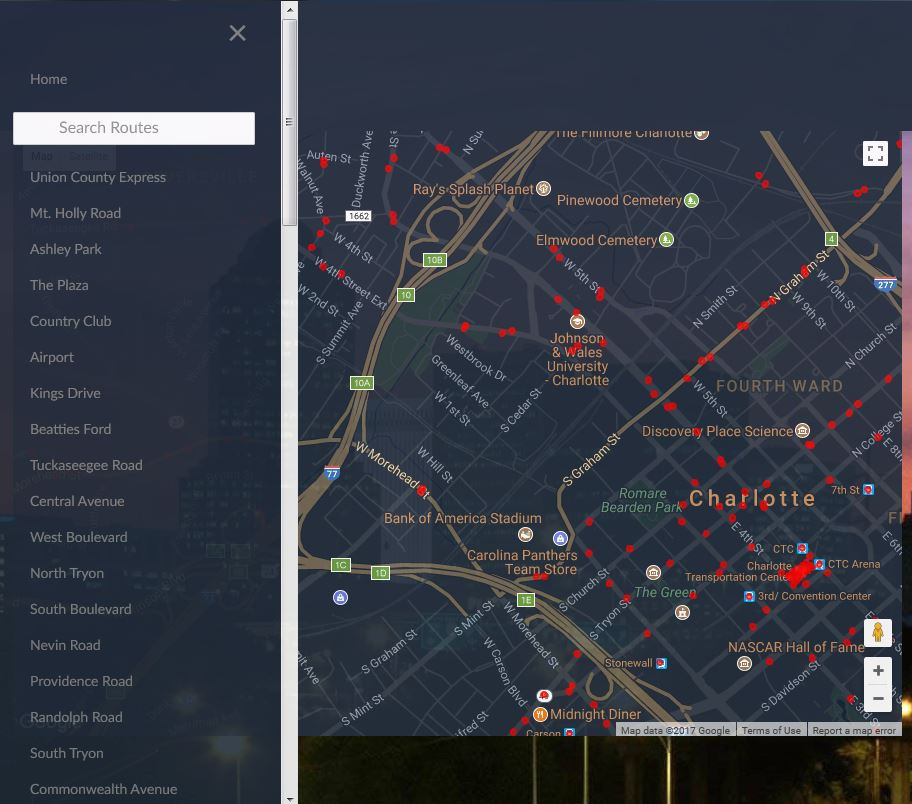 Home
Search Routes
Map
Satellite
Union County Express
Mt. Holly Road
Ashley Park
The Plaza
Country Club
Airport
Kings Drive
Beatties Ford
Tuckaseegee Road
Central Avenue
West Boulevard
North Tryon
South Boulevard
Nevin Road
Providence Road
Randolph Road
South Tryon
Commonwealth Avenue
The Fillmore Charlotte
Auten St
Walnut Ave
Duckworth Ave
Ray's Splash Planet
Pinewood Cemetery
1662
Elmwood Cemetery
4
W 4th St
10B
W 5th St
N Graham St
W 10th St
277
W 4th Street Ext
10
W 2nd St
N Smith St
W 9th St
S Summit Ave
N Church St
Johnson
& Wales
University
- Charlotte
Westbrook Dr
Greenleaf Ave
10A
FOURTH WARD
W 1st St
S Cedar St
W 5th St
Discovery Place Science
N College St
E 8th
W Morehead St
W Hill St
S Graham St
77
Romare
Bearden Park
Charlotte
7th St
Bank of America Stadium
E 4th St
E 6th
CTC
Carolina Panthers
Team Store
Charlotte
Transportation Center
CTC Arena
1C
1D
The Green
3rd/ Convention Center
1E
S Church St
S Mint St
S Tryon St
W Morehead St
S Graham St
W Carson Blvd
Stonewall
NASCAR Hall of Fame
S Davidson St
S Mint St
Midnight Diner
E 3rd St
Carson
Map data ©2017 Google
Terms of Use
Report a map error